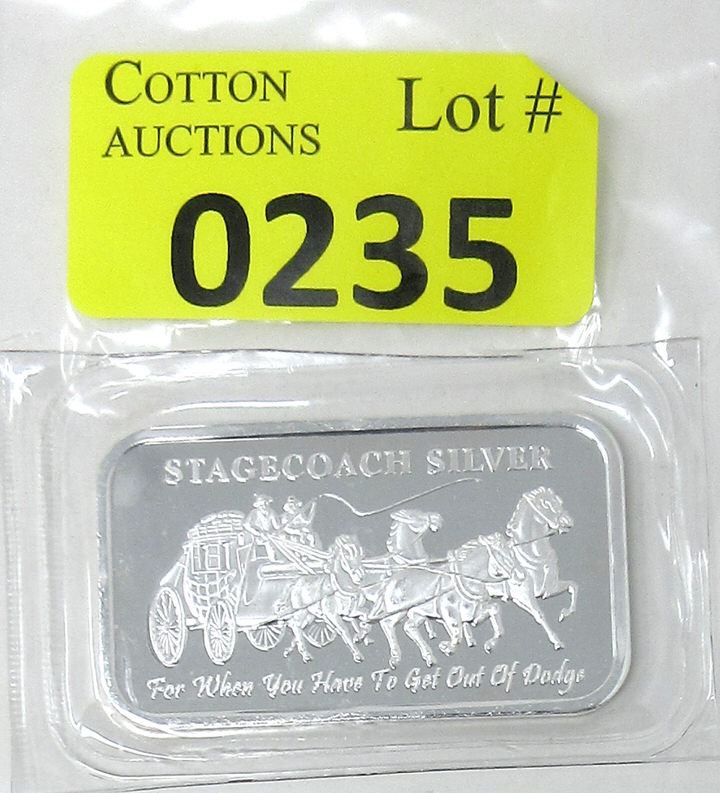 COTTON
AUCTIONS
Lot #
0235
STAGECOACH SILVER
For When You Have To Get Out Of Dodge